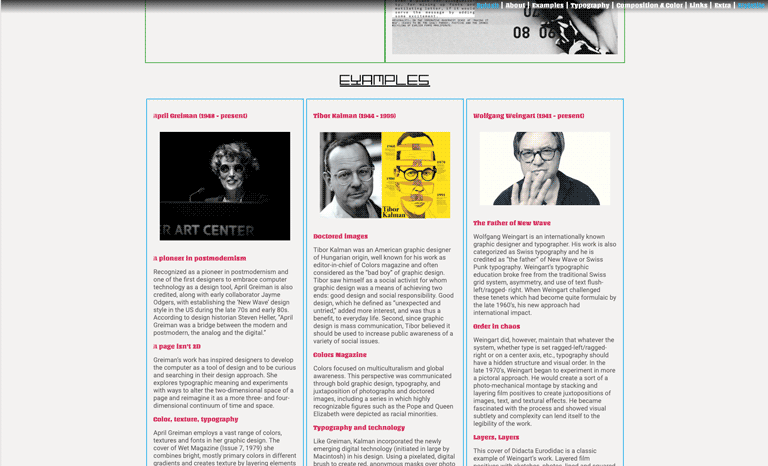 | About | Examples | Typography | Composition & Color | Links | Extra |
write the message by adding
some excitement.
08 06
EXAMPLES
April Greiman (1948 - present)
R ART CENTER
A pioneer in postmodernism
Recognized as a pioneer in postmodernism and
one of the first designers to embrace computer
technology as a design tool, April Greiman is also
credited, along with early collaborator Jayme
Odgers, with establishing the 'New Wave' design
style in the US during the late 70s and early 80s.
According to design historian Steven Heller, “April
Greiman was a bridge between the modern and
postmodern, the analog and the digital.”
A page isn't 2D
Greiman's work has inspired designers to develop
the computer as a tool of design and to be curious
and searching in their design approach. She
explores typographic meaning and experiments
with ways to alter the two-dimensional space of a
page and reimagine it as a more three- and four-
dimensional continuum of time and space.
Color, texture, typography
April Greiman employs a vast range of colors,
textures and fonts in her graphic design. The
cover of Wet Magazine (Issue 7, 1979) she
combines bright, mostly primary colors in different
gradients and creates texture by layering elements
Tibor Kalman (1944 - 1999)
Tibor
Kalman
Doctored images
Tibor Kalman was an American graphic designer
of Hungarian origin, well known for his work as
editor-in-chief of Colors magazine and often
considered as the “bad boy” of graphic design.
Tibor saw himself as a social activist for whom
graphic design was a means of achieving two
ends: good design and social responsibility. Good
design, which he defined as “unexpected and
untried,” added more interest, and was thus a
benefit, to everyday life. Second, since graphic
design is mass communication, Tibor believed it
should be used to increase public awareness of a
variety of social issues.
Colors Magazine
Colors focused on multiculturalism and global
awareness. This perspective was communicated
through bold graphic design, typography, and
juxtaposition of photographs and doctored
images, including a series in which highly
recognizable figures such as the Pope and Queen
Elizabeth were depicted as racial minorities.
Typography and technology
Like Greiman, Kalman incorporated the newly
emerging digital technology (initiated in large by
Macintosh) in his design. Using a pixelated, digital
brush to create red, anonymous masks over photo
Wolfgang Weingart (1941 - present)
The Father of New Wave
Wolfgang Weingart is an internationally known
graphic designer and typographer. His work is also
categorized as Swiss typography and he is
credited as “the father” of New Wave or Swiss
Punk typography. Weingart's typographic
education broke free from the traditional Swiss
grid system, asymmetry, and use of text flush-
left/ragged- right. When Weingart challenged
these tenets which had become quite formulaic by
the late 1960's, his new approach had
international impact.
Order in chaos
Weingart did, however, maintain that whatever the
system, whether type is set ragged-left/ragged-
right or on a center axis, etc., typography should
have a hidden structure and visual order. In the
late 1970's, Weingart began to experiment in more
a pictoral approach. He would create a sort of a
photo-mechanical montage by stacking and
layering film positives to create juxtapositions of
images, text, and textural effects. He became
fascinated with the process and showed visual
subtlety and complexity can lend itself to the
legibility of the work.
Layers, Layers
This cover of Didacta Eurodidac is a classic
example of Weingart's work. Layered film